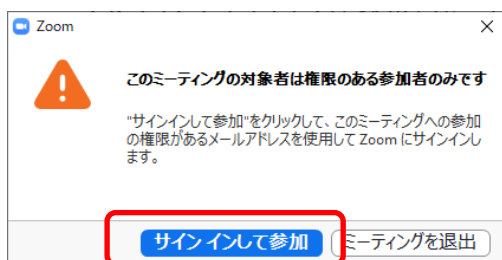 Zoom
このミーティングの対象者は権限のある参加者のみです
"サインインして参加"をクリックして、このミーティングへの参加
の権限があるメールアドレスを使用して Zoom にサインインし
ます。
サイン インして参加 ミーティングを退出